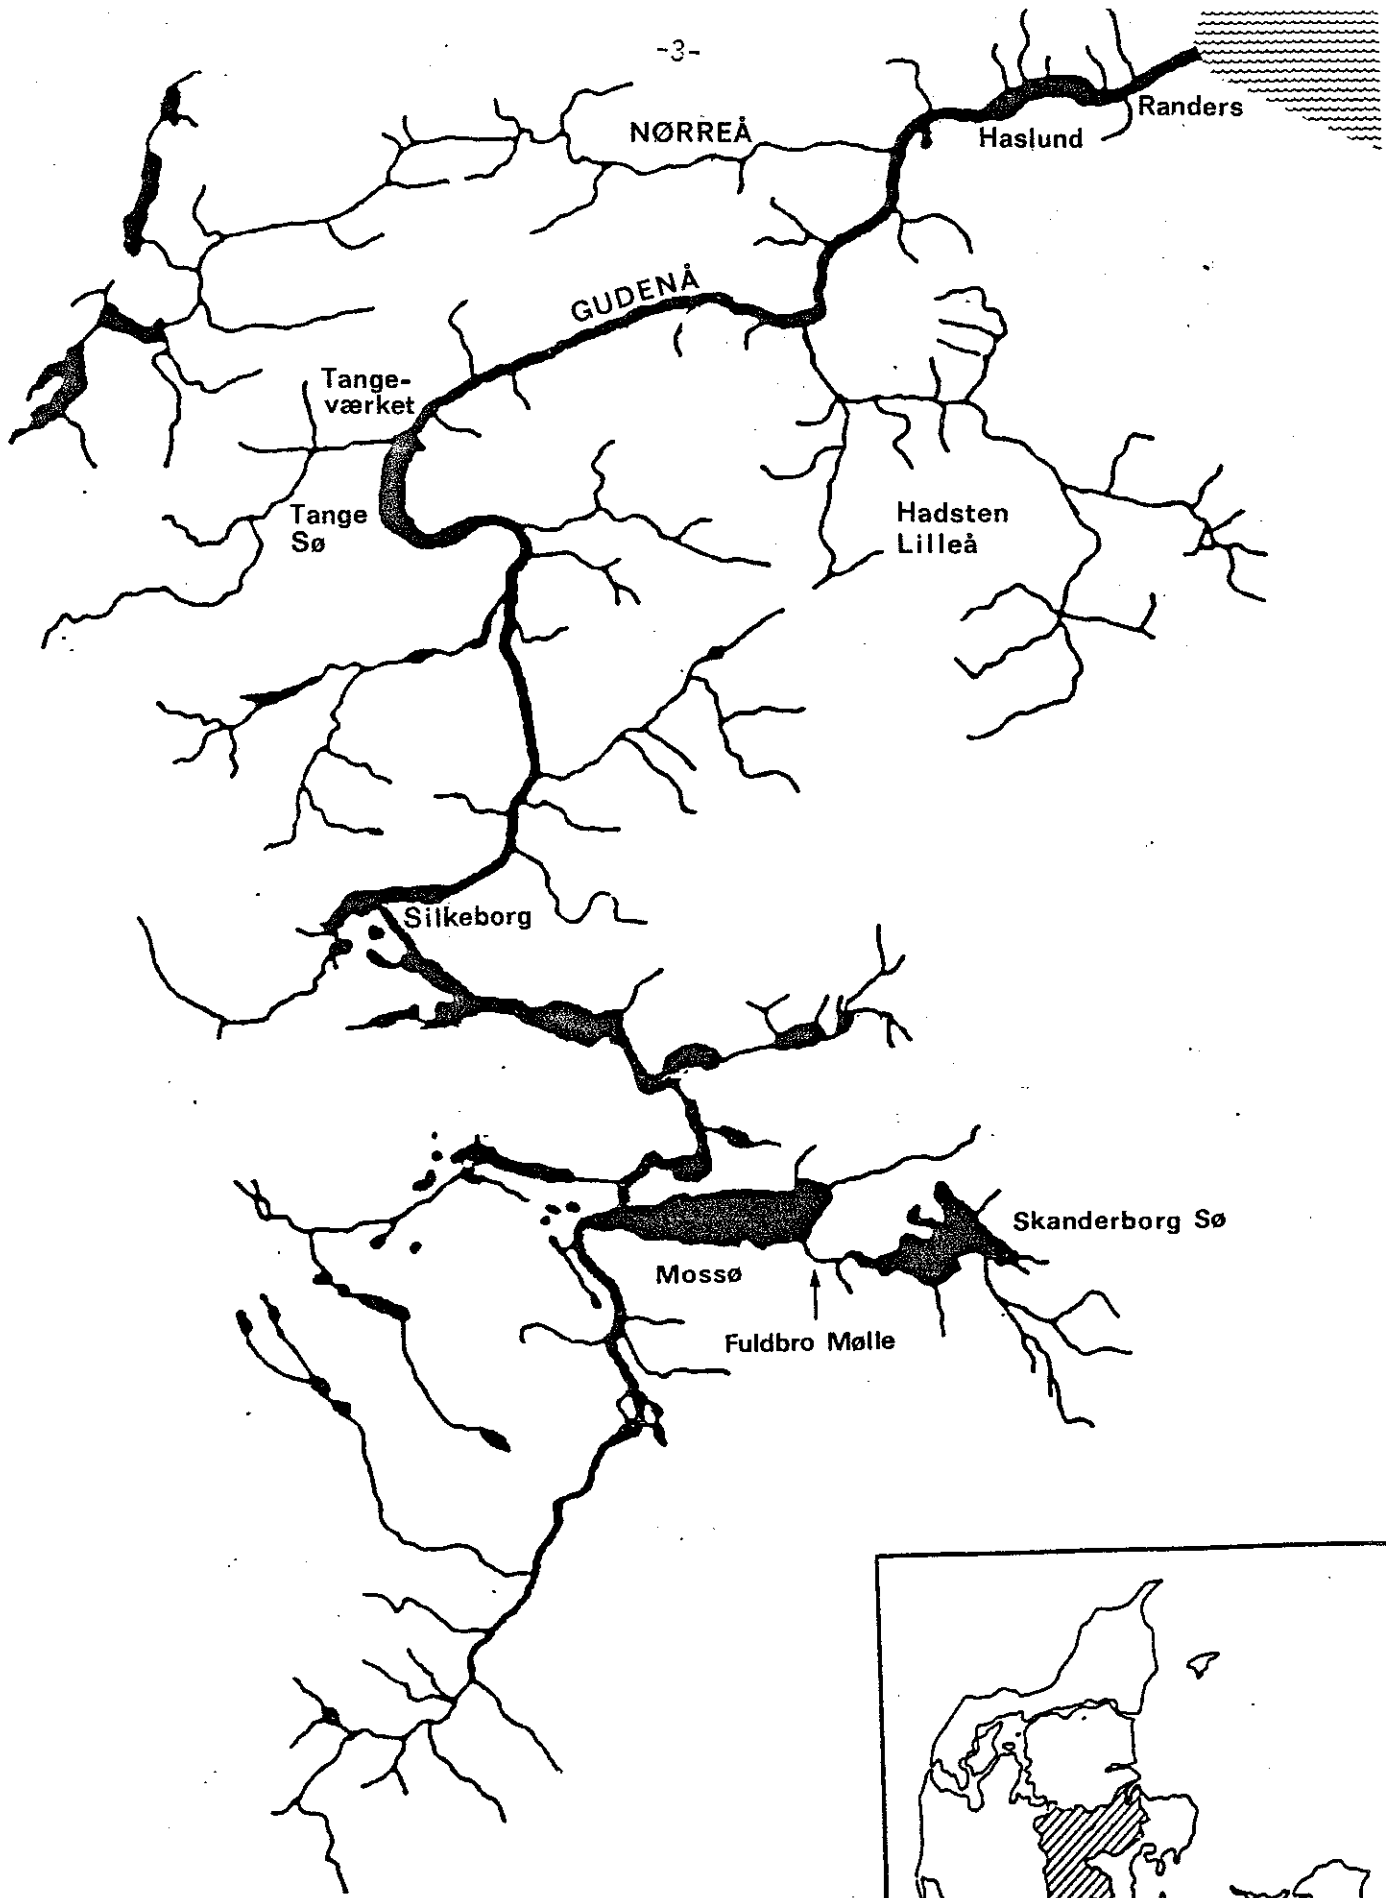 -3-
Randers
NØRREÅ
Haslund
GUDENÅ
Tange-
værket
Tange
Sø
Hadsten
Lilleå
Silkeborg
Skanderborg Sø
Mossø
Fuldbro Mølle